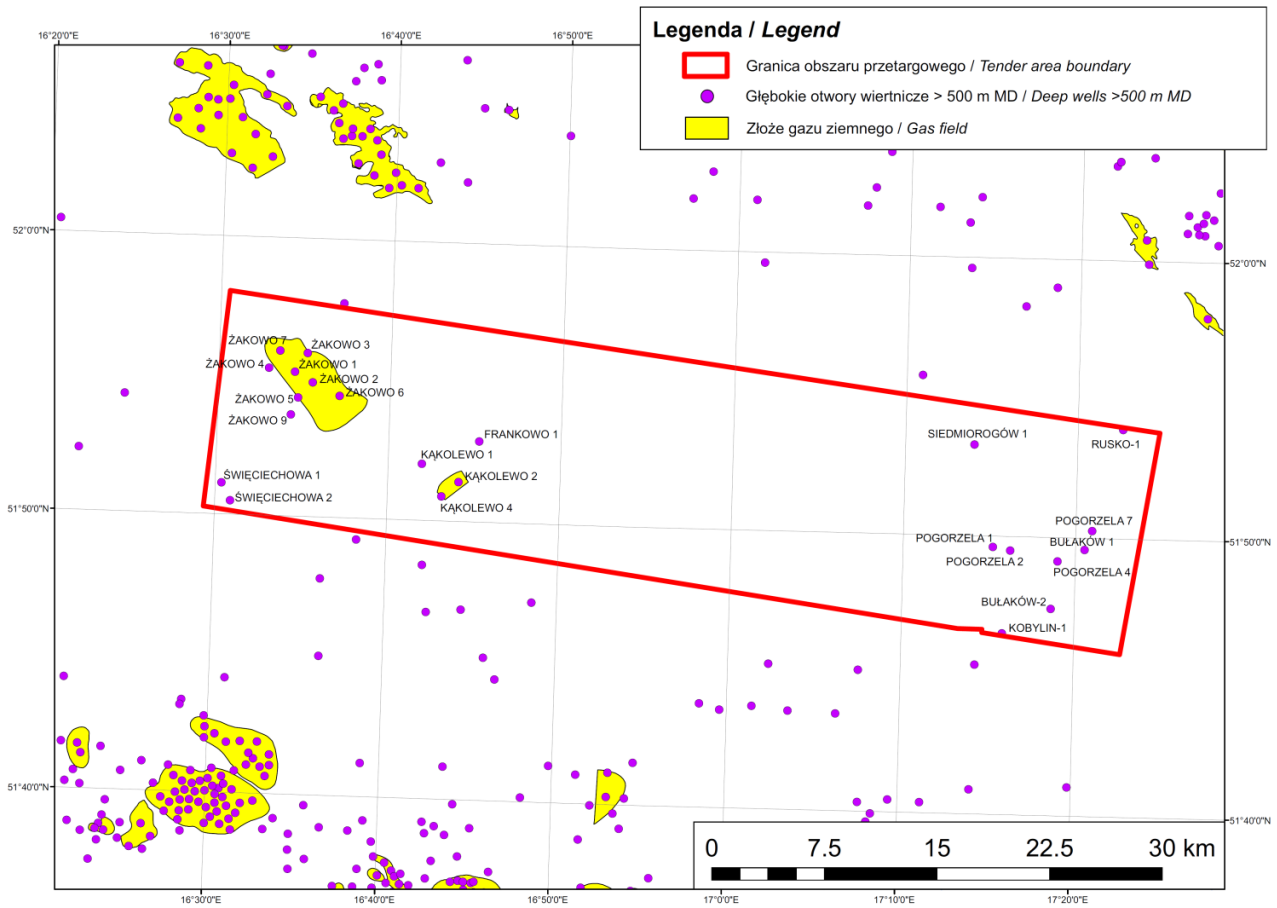 16°20'0"E
16°30'0"E
16°40'0"E
16°50'0"E
Legenda / Legend
Granica obszaru przetargowego / Tender area boundary
Głębokie otwory wiertnicze > 500 m MD / Deep wells >500 m MD
Złoże gazu ziemnego / Gas field
52°0'0"N
52°0'0"N
ŻAKOWO 7
ŻAKOWO 3
ŻAKOWO 4
ŻAKOWO 1
ŻAKOWO 2
ŻAKOWO 5
ŻAKOWO 6
ŻAKOWO 9
FRANKOWO 1
SIEDMIOROGÓW 1
RUSKO-1
KĄKOLEWO 1
ŚWIĘCIECHOWA 1
KĄKOLEWO 2
ŚWIĘCIECHOWA 2
KĄKOLEWO 4
51°50'0"N
POGORZELA 7
POGORZELA 1
BUŁAKÓW 1
51°50'0"N
POGORZELA 2
POGORZELA 4
BUŁAKÓW-2
KOBYLIN-1
51°40'0"N
51°40'0"N
0 7.5 15 22.5 30 km
16°30'0"E
16°40'0"E
16°50'0"E
17°0'0"E
17°10'0"E
17°20'0"E